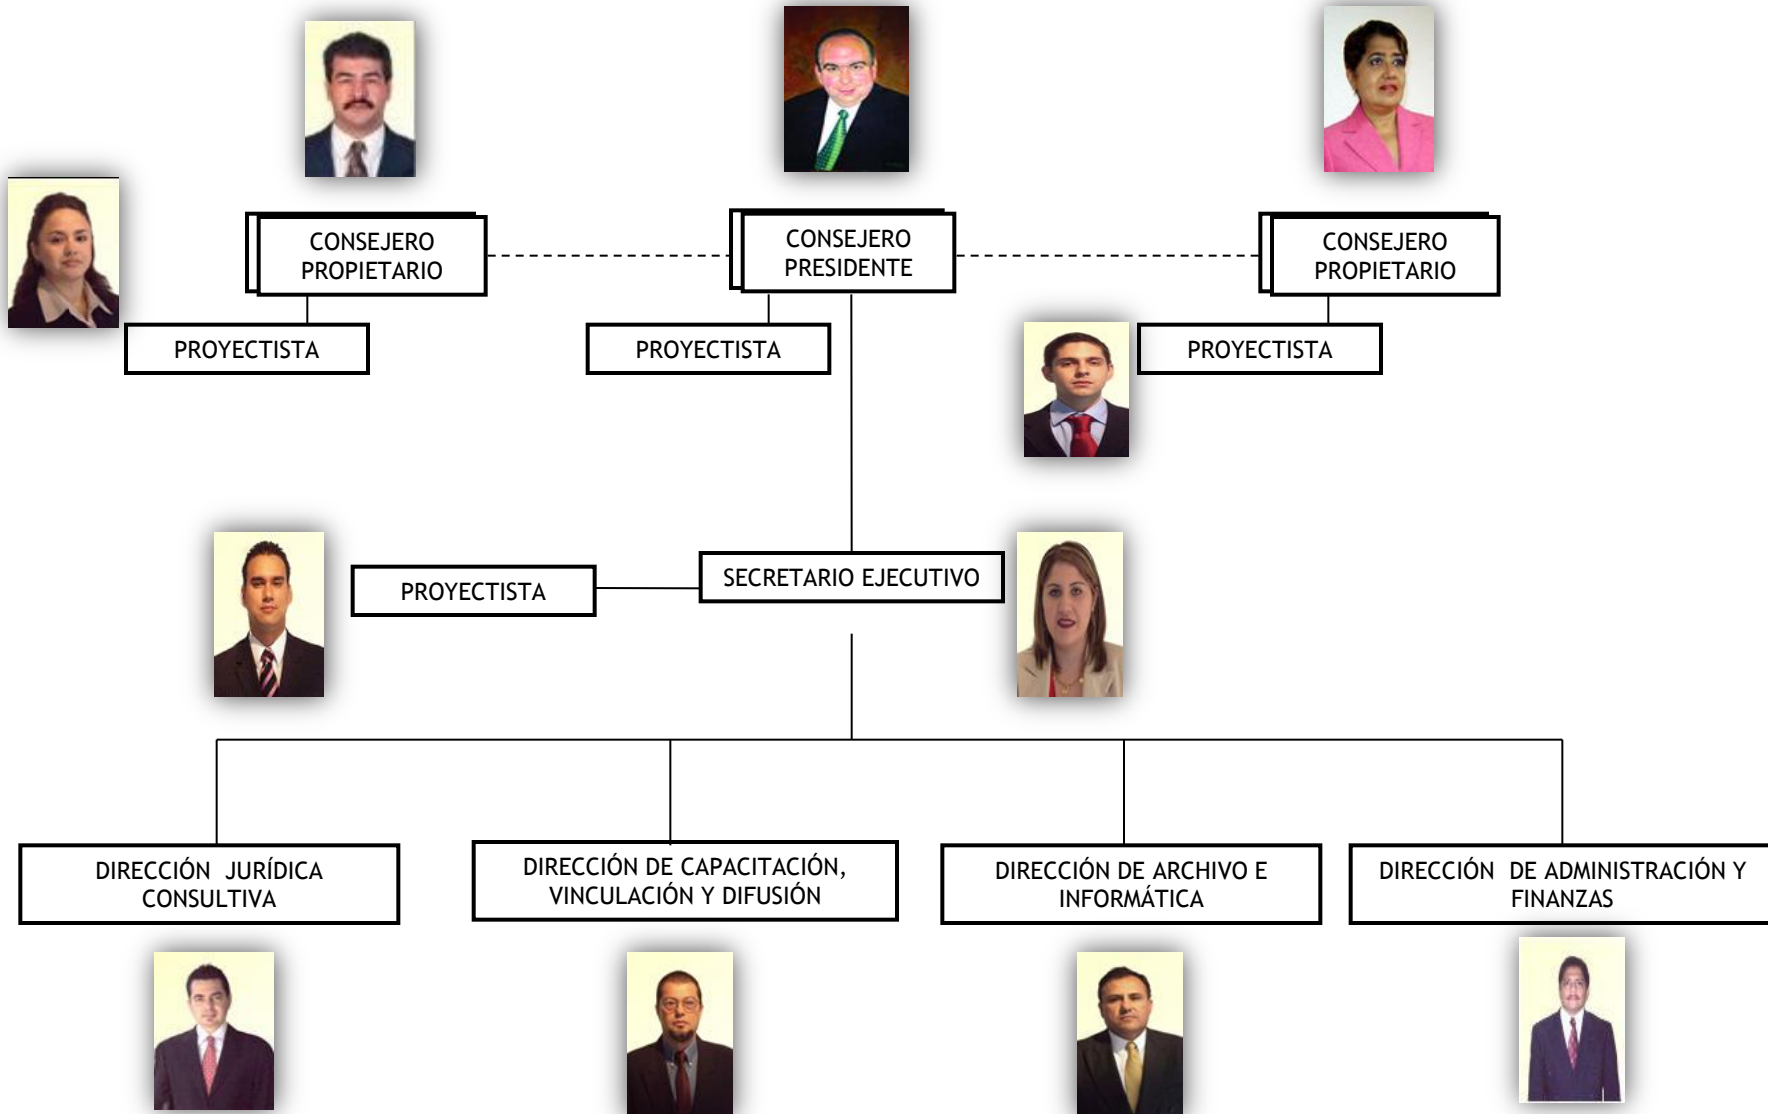 CONSEJERO
PROPIETARIO
CONSEJERO
PRESIDENTE
CONSEJERO
PROPIETARIO
PROYECTISTA
PROYECTISTA
PROYECTISTA
PROYECTISTA
SECRETARIO EJECUTIVO
DIRECCIÓN JURÍDICA
CONSULTIVA
DIRECCIÓN DE CAPACITACIÓN,
VINCULACIÓN Y DIFUSIÓN
DIRECCIÓN DE ARCHIVO E
INFORMÁTICA
DIRECCIÓN DE ADMINISTRACIÓN Y
FINANZAS